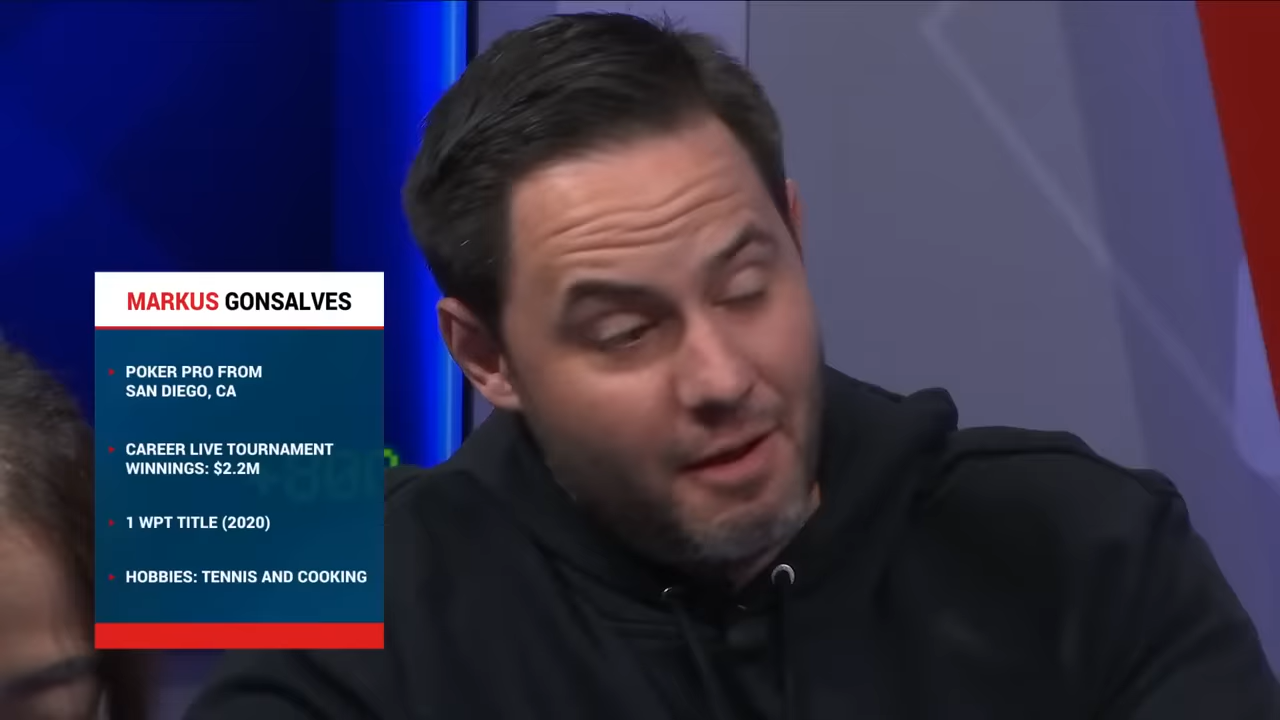 MARKUS GONSALVES
POKER PRO FROM
SAN DIEGO, CA
CAREER LIVE TOURNAMENT
WINNINGS: $2.2M
1 WPT TITLE (2020)
HOBBIES: TENNIS AND COOKING